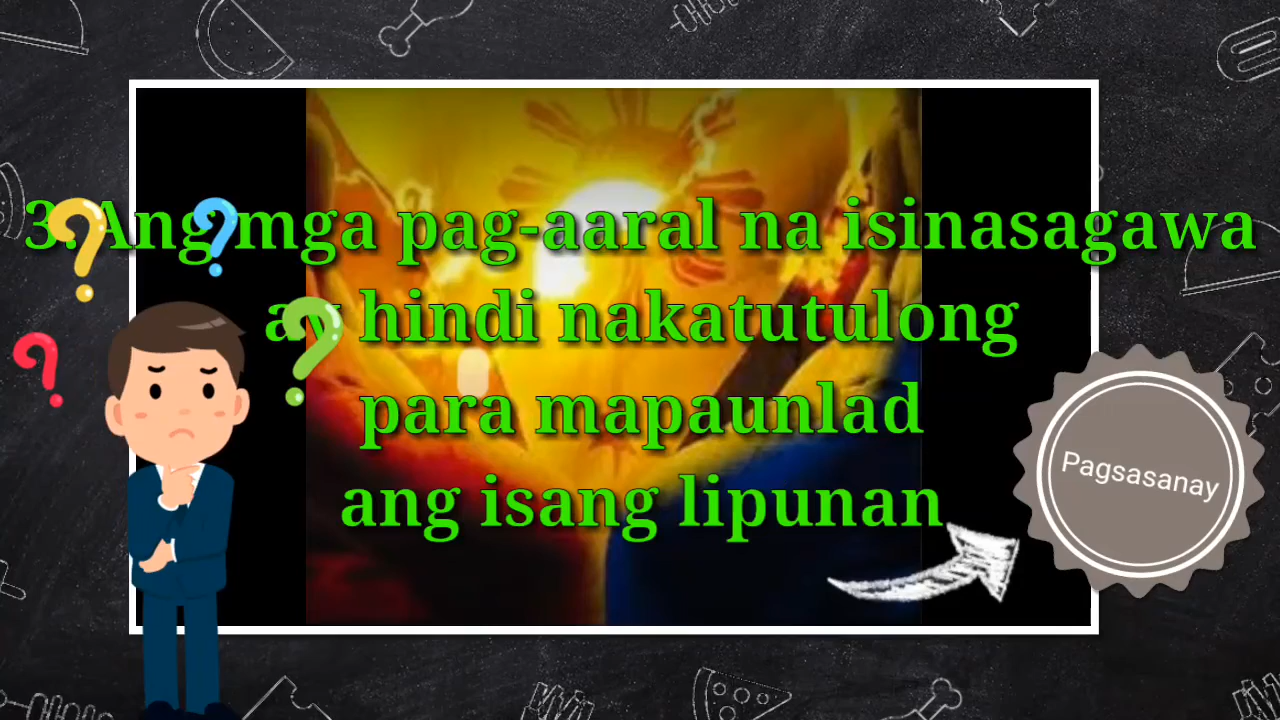 3. Ang mga pag-aaral na isinasagawa
ay hindi nakatutulong
para mapaunlad
ang isang lipunan
Pagsasanay